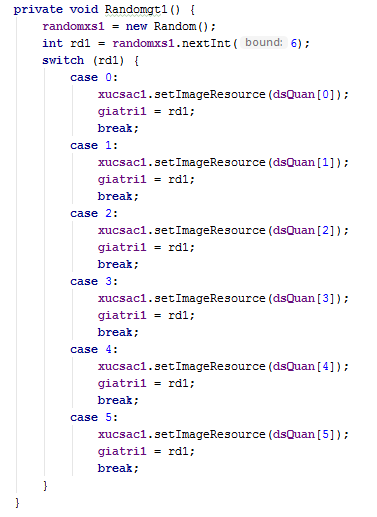 private void Randomgt1() {
    randomxs1 = new Random();
    int rd1 = randomxs1.nextInt( bound: 6);
    switch (rd1) {
        case 0:
            xucsac1.setImageResource(dsQuan[0]);
            giatri1 = rd1;
            break;
        case 1:
            xucsac1.setImageResource(dsQuan[1]);
            giatri1 = rd1;
            break;
        case 2:
            xucsac1.setImageResource(dsQuan[2]);
            giatri1 = rd1;
            break;
        case 3:
            xucsac1.setImageResource(dsQuan[3]);
            giatri1 = rd1;
            break;
        case 4:
            xucsac1.setImageResource(dsQuan[4]);
            giatri1 = rd1;
            break;
        case 5:
            xucsac1.setImageResource(dsQuan[5]);
            giatri1 = rd1;
            break;
    }
}